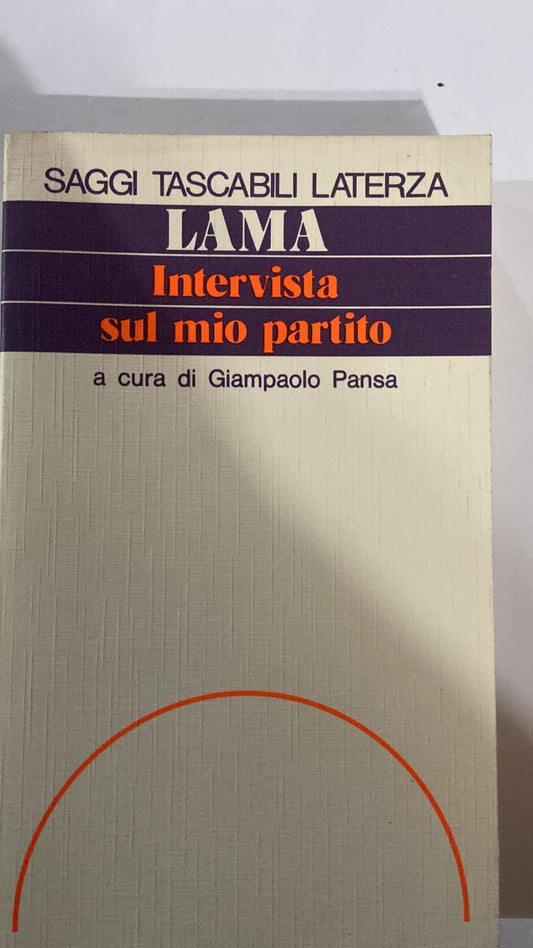 SAGGI TASCABILI LATERZA
LAMA
Intervista
sul mio partito
a cura di Giampaolo Pansa